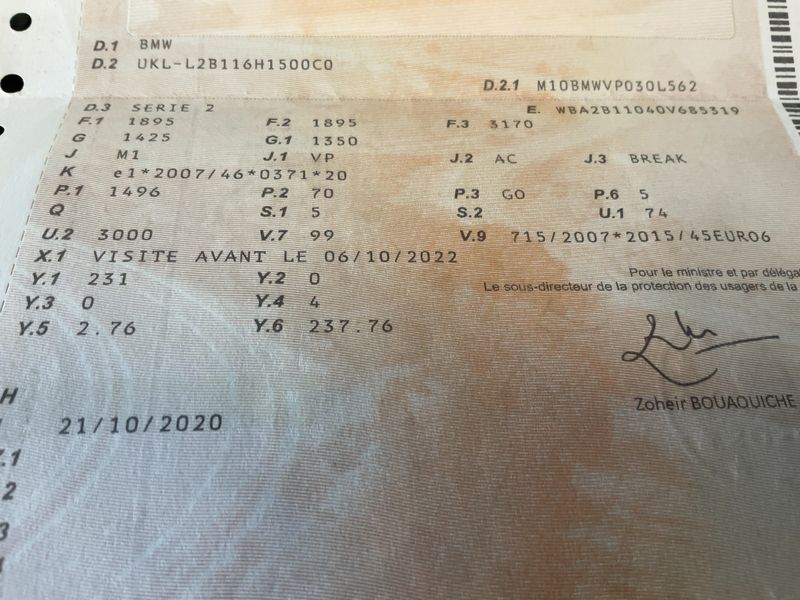 D.1 BMW
D.2 UKL-L2B116H1500C0
D.2.1 M10BMWVP030L562
D.3 SERIE 2
E. WBA2B11040V685319
F.1 1895 F.2 1895 F.3 3170
G 1425 G.1 1350
J M1 J.1 VP J.2 AC J.3 BREAK
K e1*2007/46*0371*20
P.1 1496 P.2 70 P.3 GO P.6 5
Q S.1 5 S.2 U.1 74
U.2 3000 V.7 99 V.9 715/2007*2015/45EURO6
X.1 VISITE AVANT LE 06/10/2022
Y.1 231 Y.2 0
Y.3 0 Y.4 4
Y.5 2.76 Y.6 237.76
Pour le ministre et par déléga
Le sous-directeur de la protection des usagers de la
Zoheir BOUAOUICHE
H
21/10/2020
.1
2
3